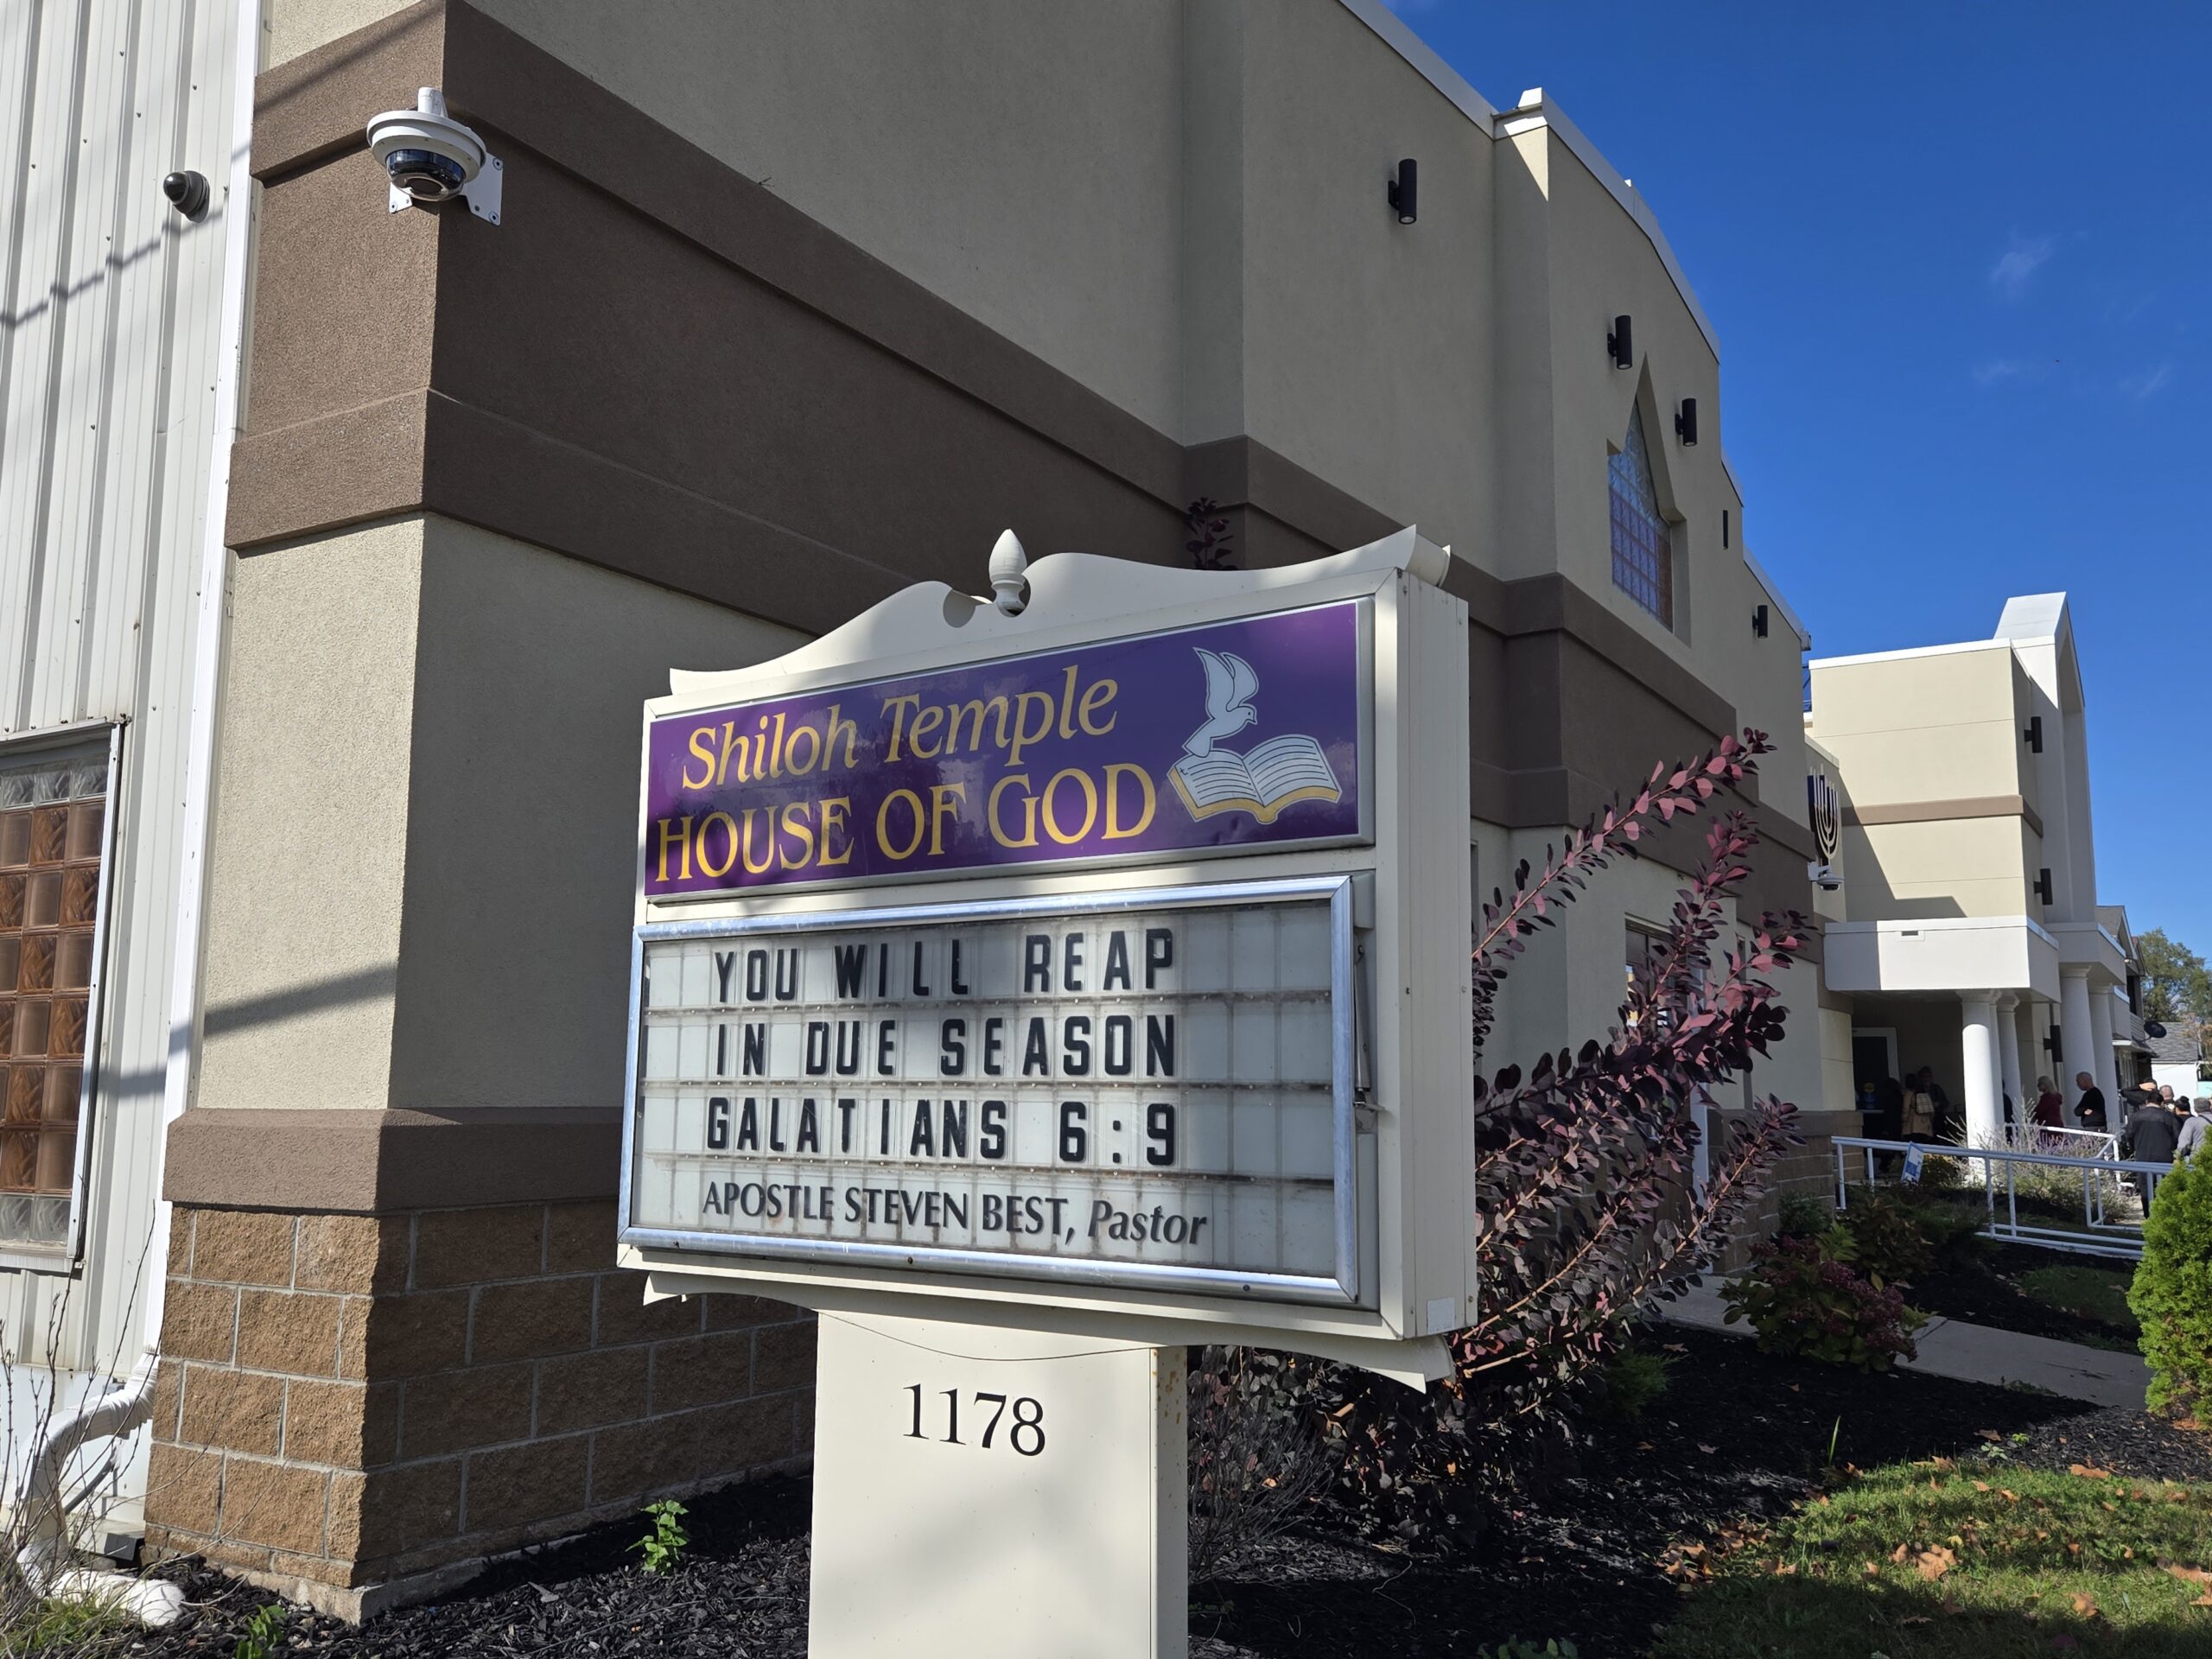 Shiloh Temple
HOUSE OF GOD
YOU WILL REAP
IN DUE SEASON
GALATIANS 6:9
APOSTLE STEVEN BEST, Pastor
1178